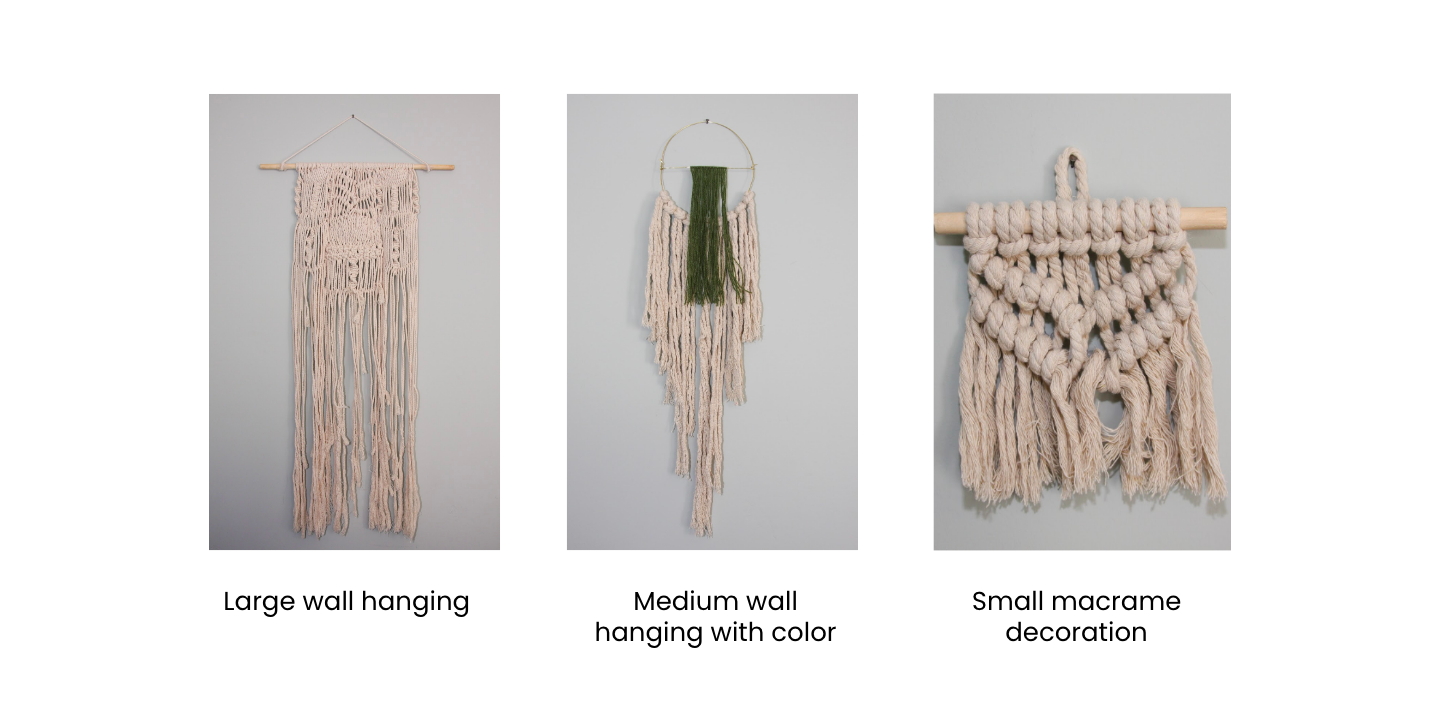 Large wall hanging
Medium wall
hanging with color
Small macrame
decoration